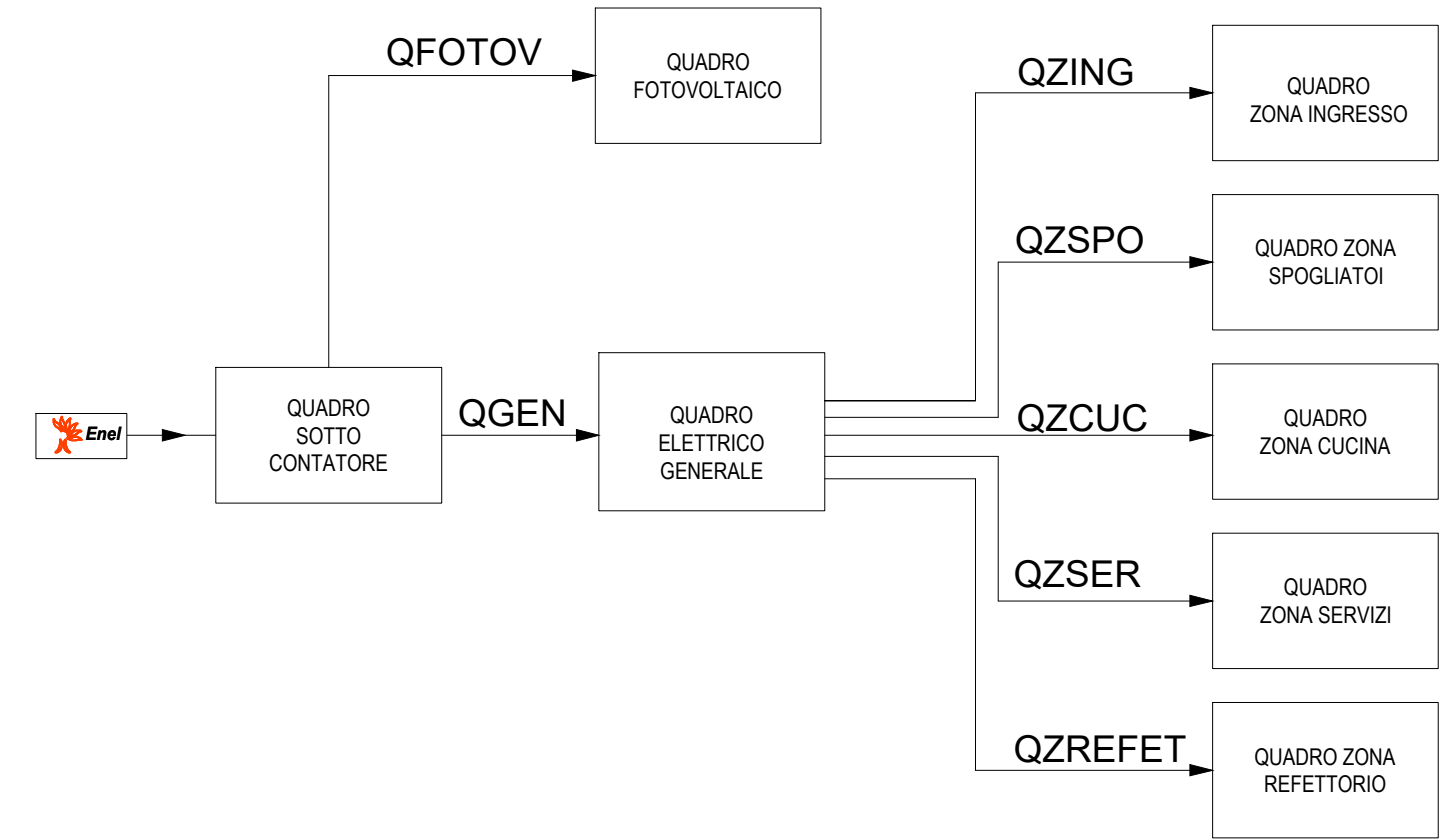 QFOTOV
QUADRO
FOTOVOLTAICO
QZING
QUADRO
ZONA INGRESSO
QZSPO
QUADRO ZONA
SPOGLIATOI
Enel
QUADRO
SOTTO
CONTATORE
QGEN
QUADRO
ELETTRICO
GENERALE
QZCUC
QUADRO
ZONA CUCINA
QZSER
QUADRO
ZONA SERVIZI
QZREFET
QUADRO ZONA
REFETTORIO